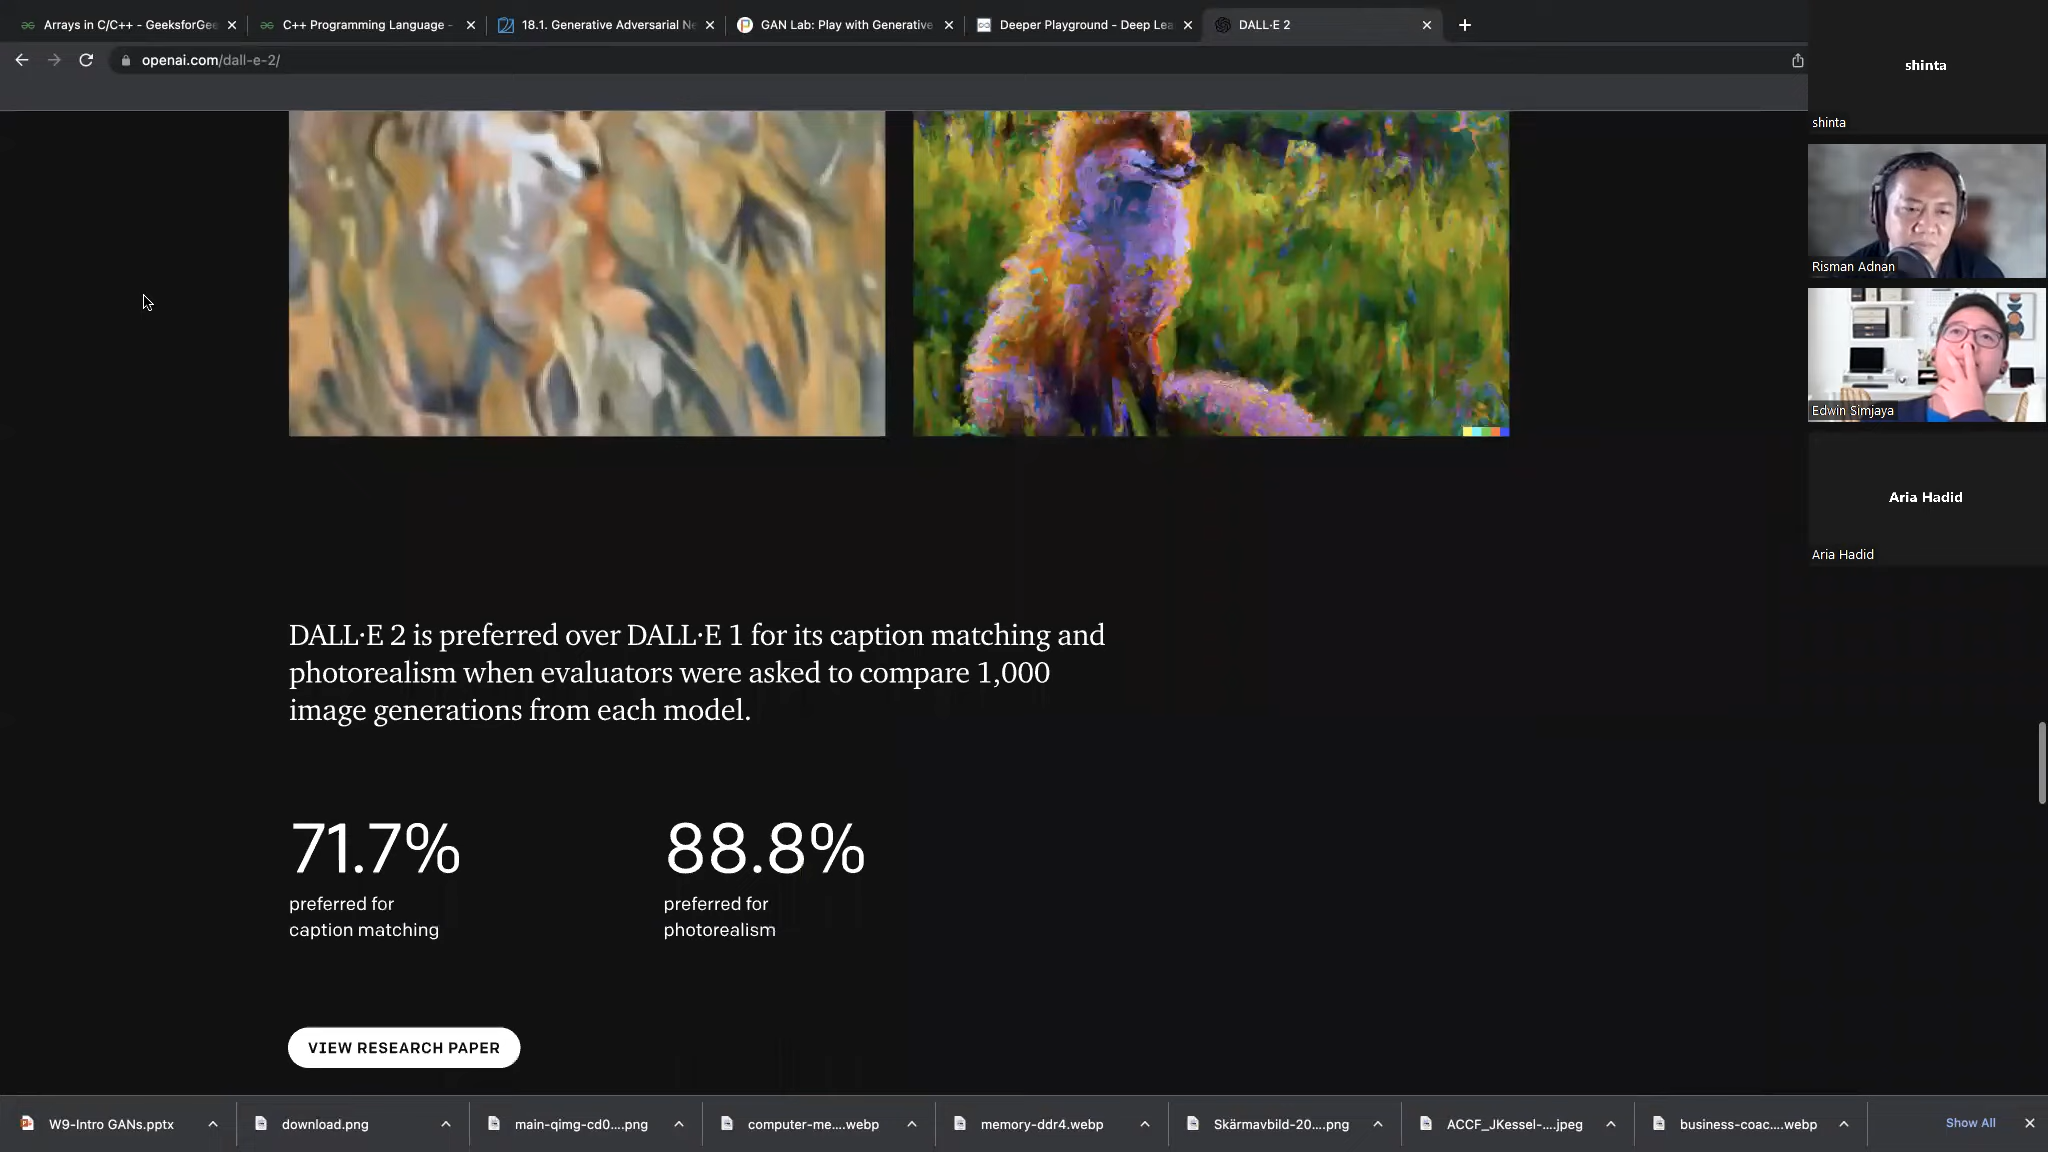 Arrays in C/C++ - GeeksforGee
C++ Programming Language -
18.1. Generative Adversarial Ne
GAN Lab: Play with Generative
Deeper Playground - Deep Lea
DALL·E 2
openai.com/dall-e-2/
shinta
shinta
Risman Adnan
Edwin Simjaya
Aria Hadid
Aria Hadid
DALL·E 2 is preferred over DALL·E 1 for its caption matching and
photorealism when evaluators were asked to compare 1,000
image generations from each model.
71.7%
preferred for
caption matching
88.8%
preferred for
photorealism
VIEW RESEARCH PAPER
W9-Intro GANs.pptx
download.png
main-qimg-cd0....png
computer-me....webp
memory-ddr4.webp
Skärmavbild-20....png
ACCF_JKessel-....jpeg
business-coac....webp
Show All